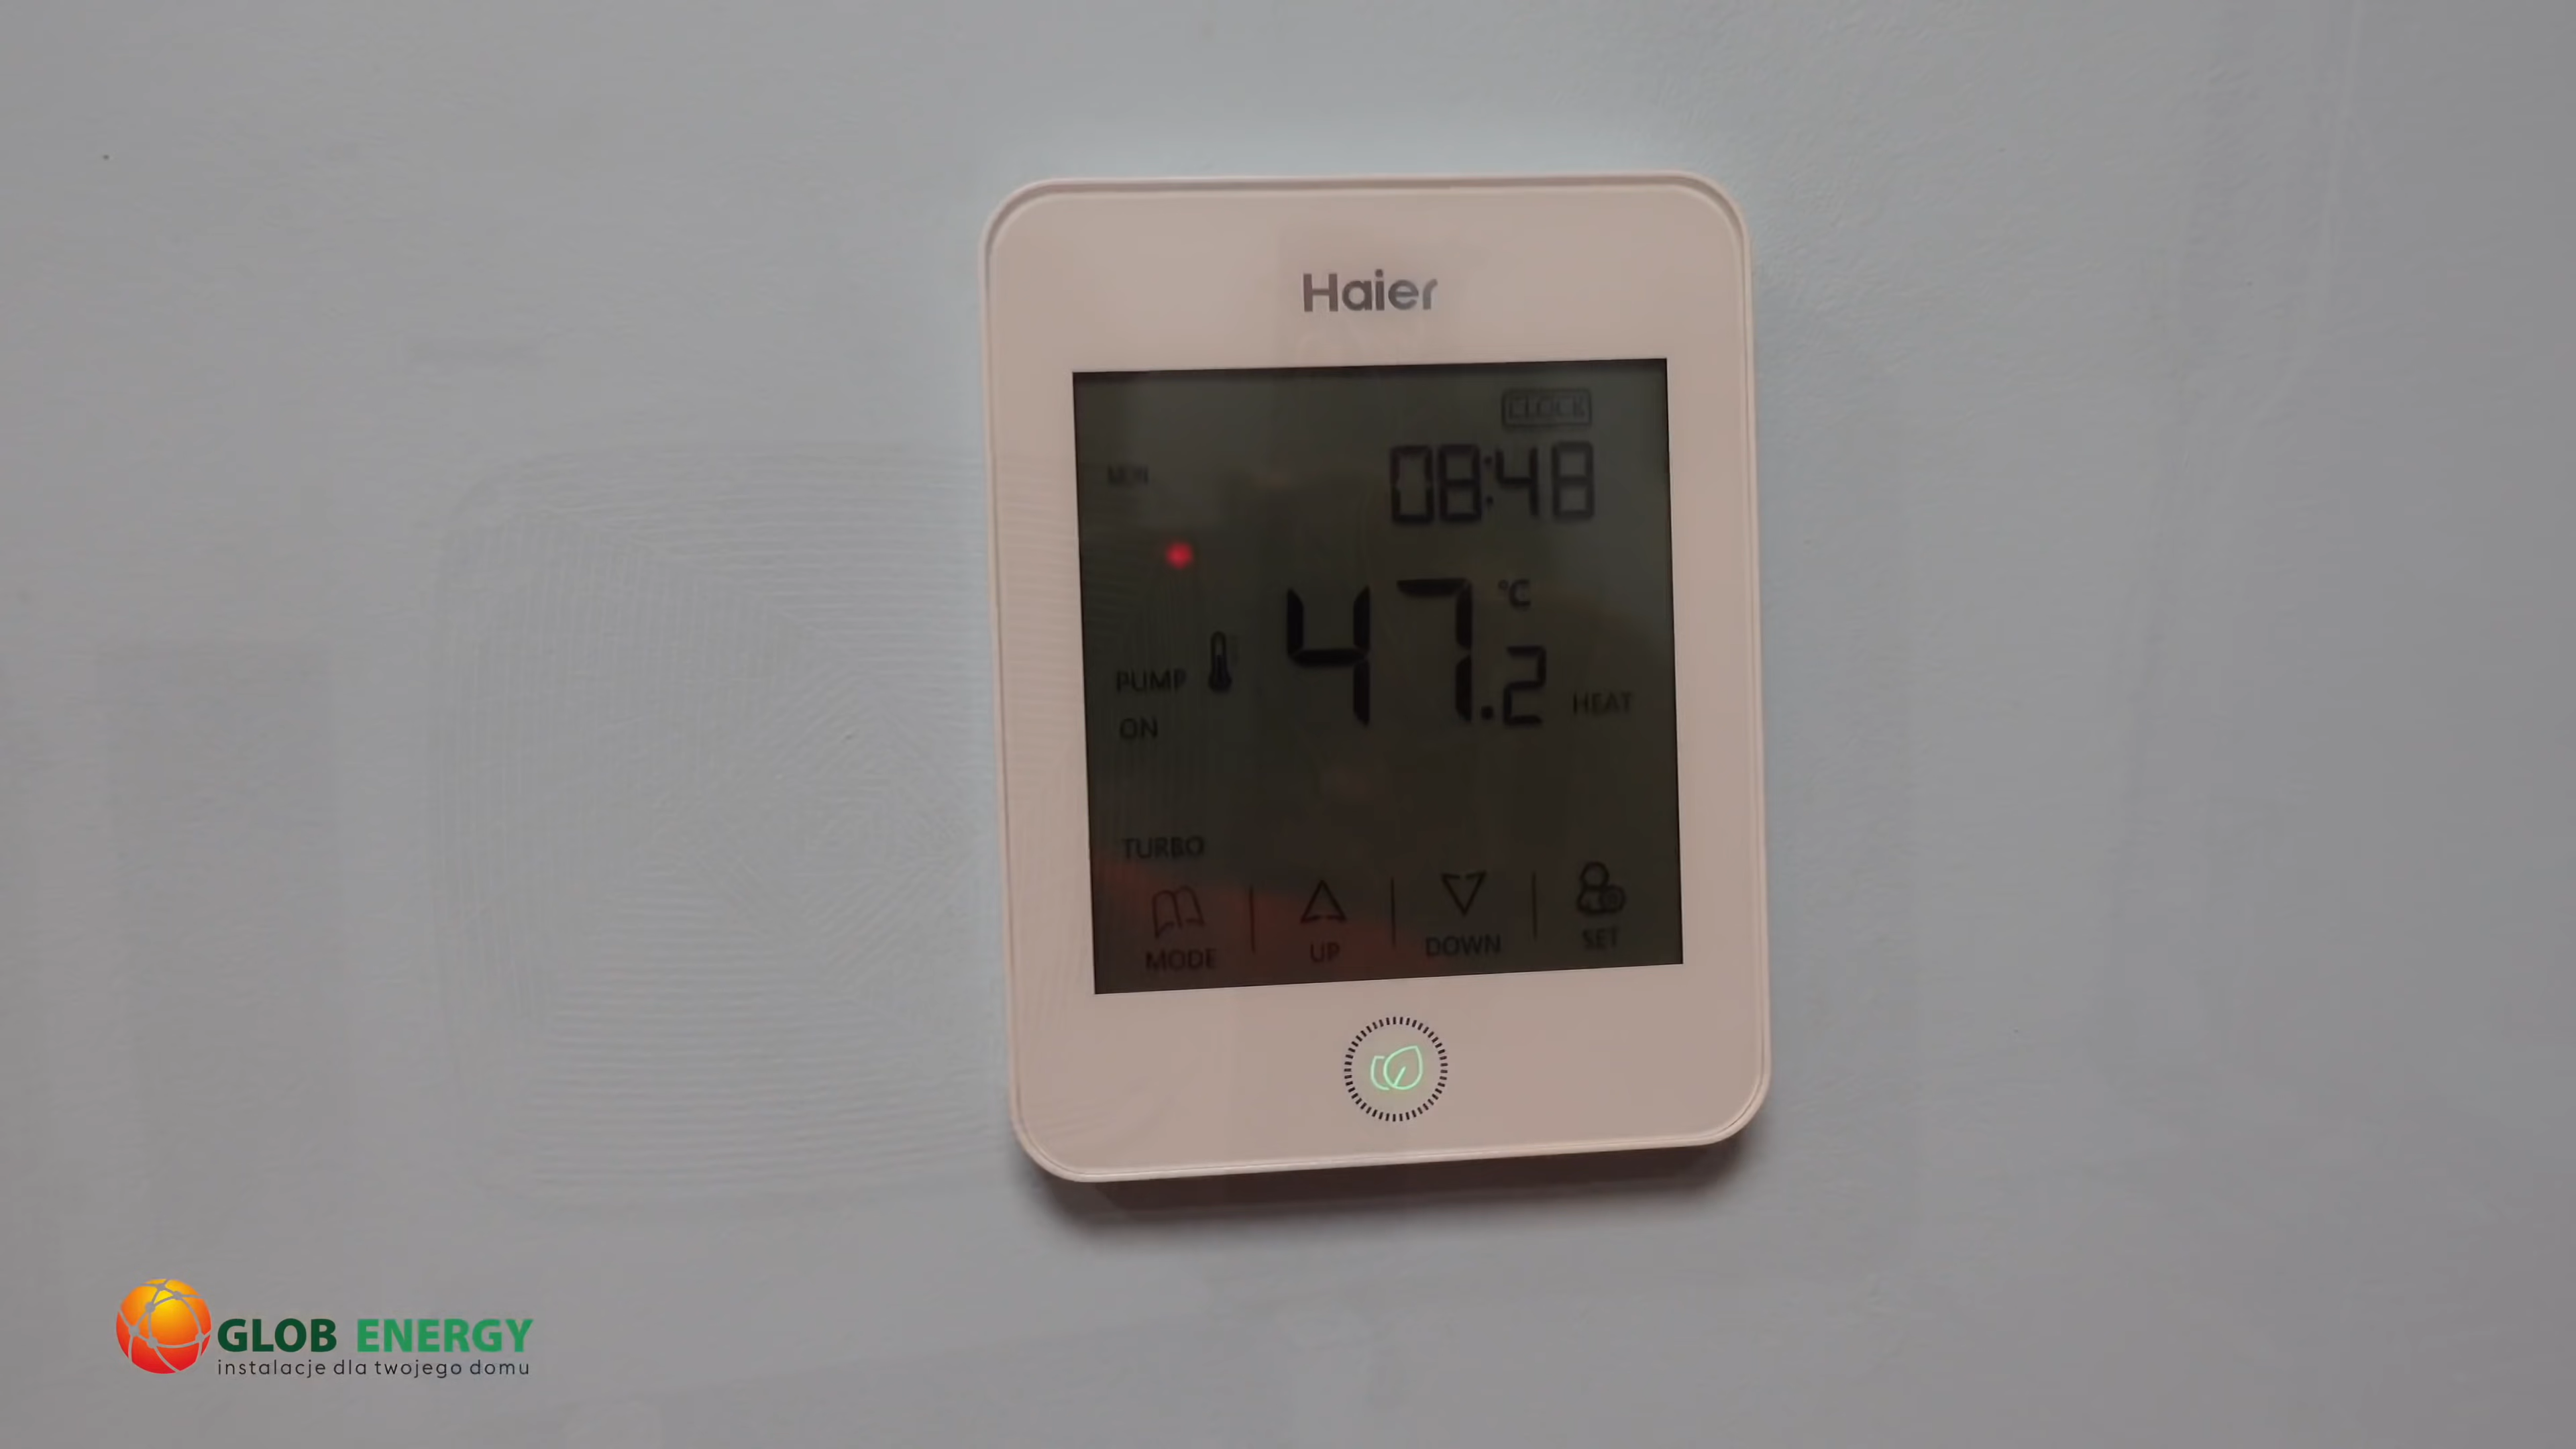 Haier
CLOCK
MON
08:48
47.2 °C
PUMP
ON
HEAT
TURBO
MODE
UP
DOWN
SET
GLOB ENERGY
instalacje dla twojego domu